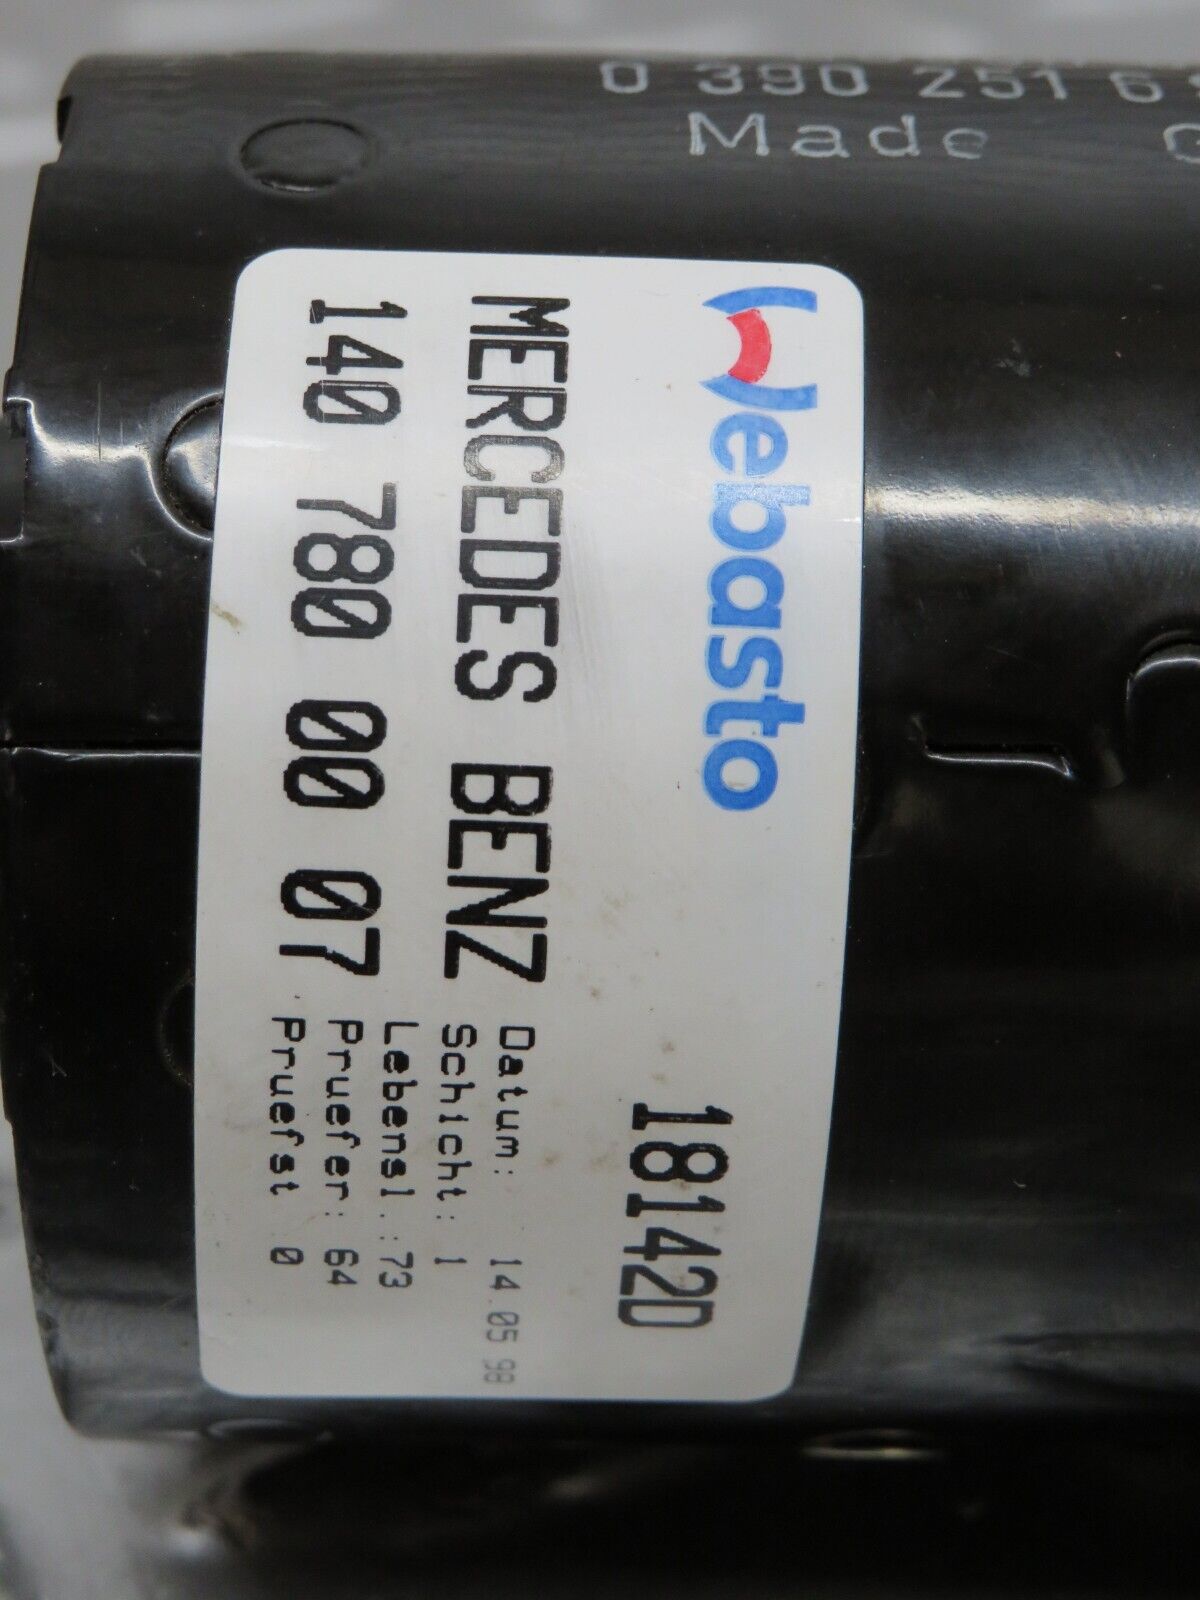 0 390 251 6
Made
Webasto
18142D
MERCEDES BENZ
140 780 00 07
Datum: 14.05 98
Schicht: 1
Lebensl.:73
Pruefer: 64
Pruefst 0